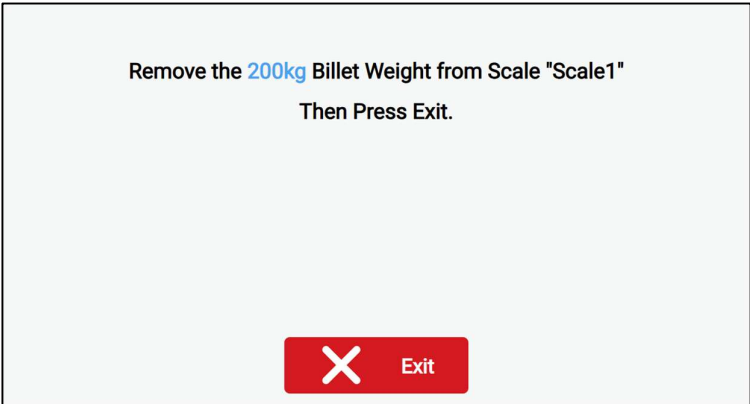 Remove the 200kg Billet Weight from Scale "Scale1"
Then Press Exit.
Exit